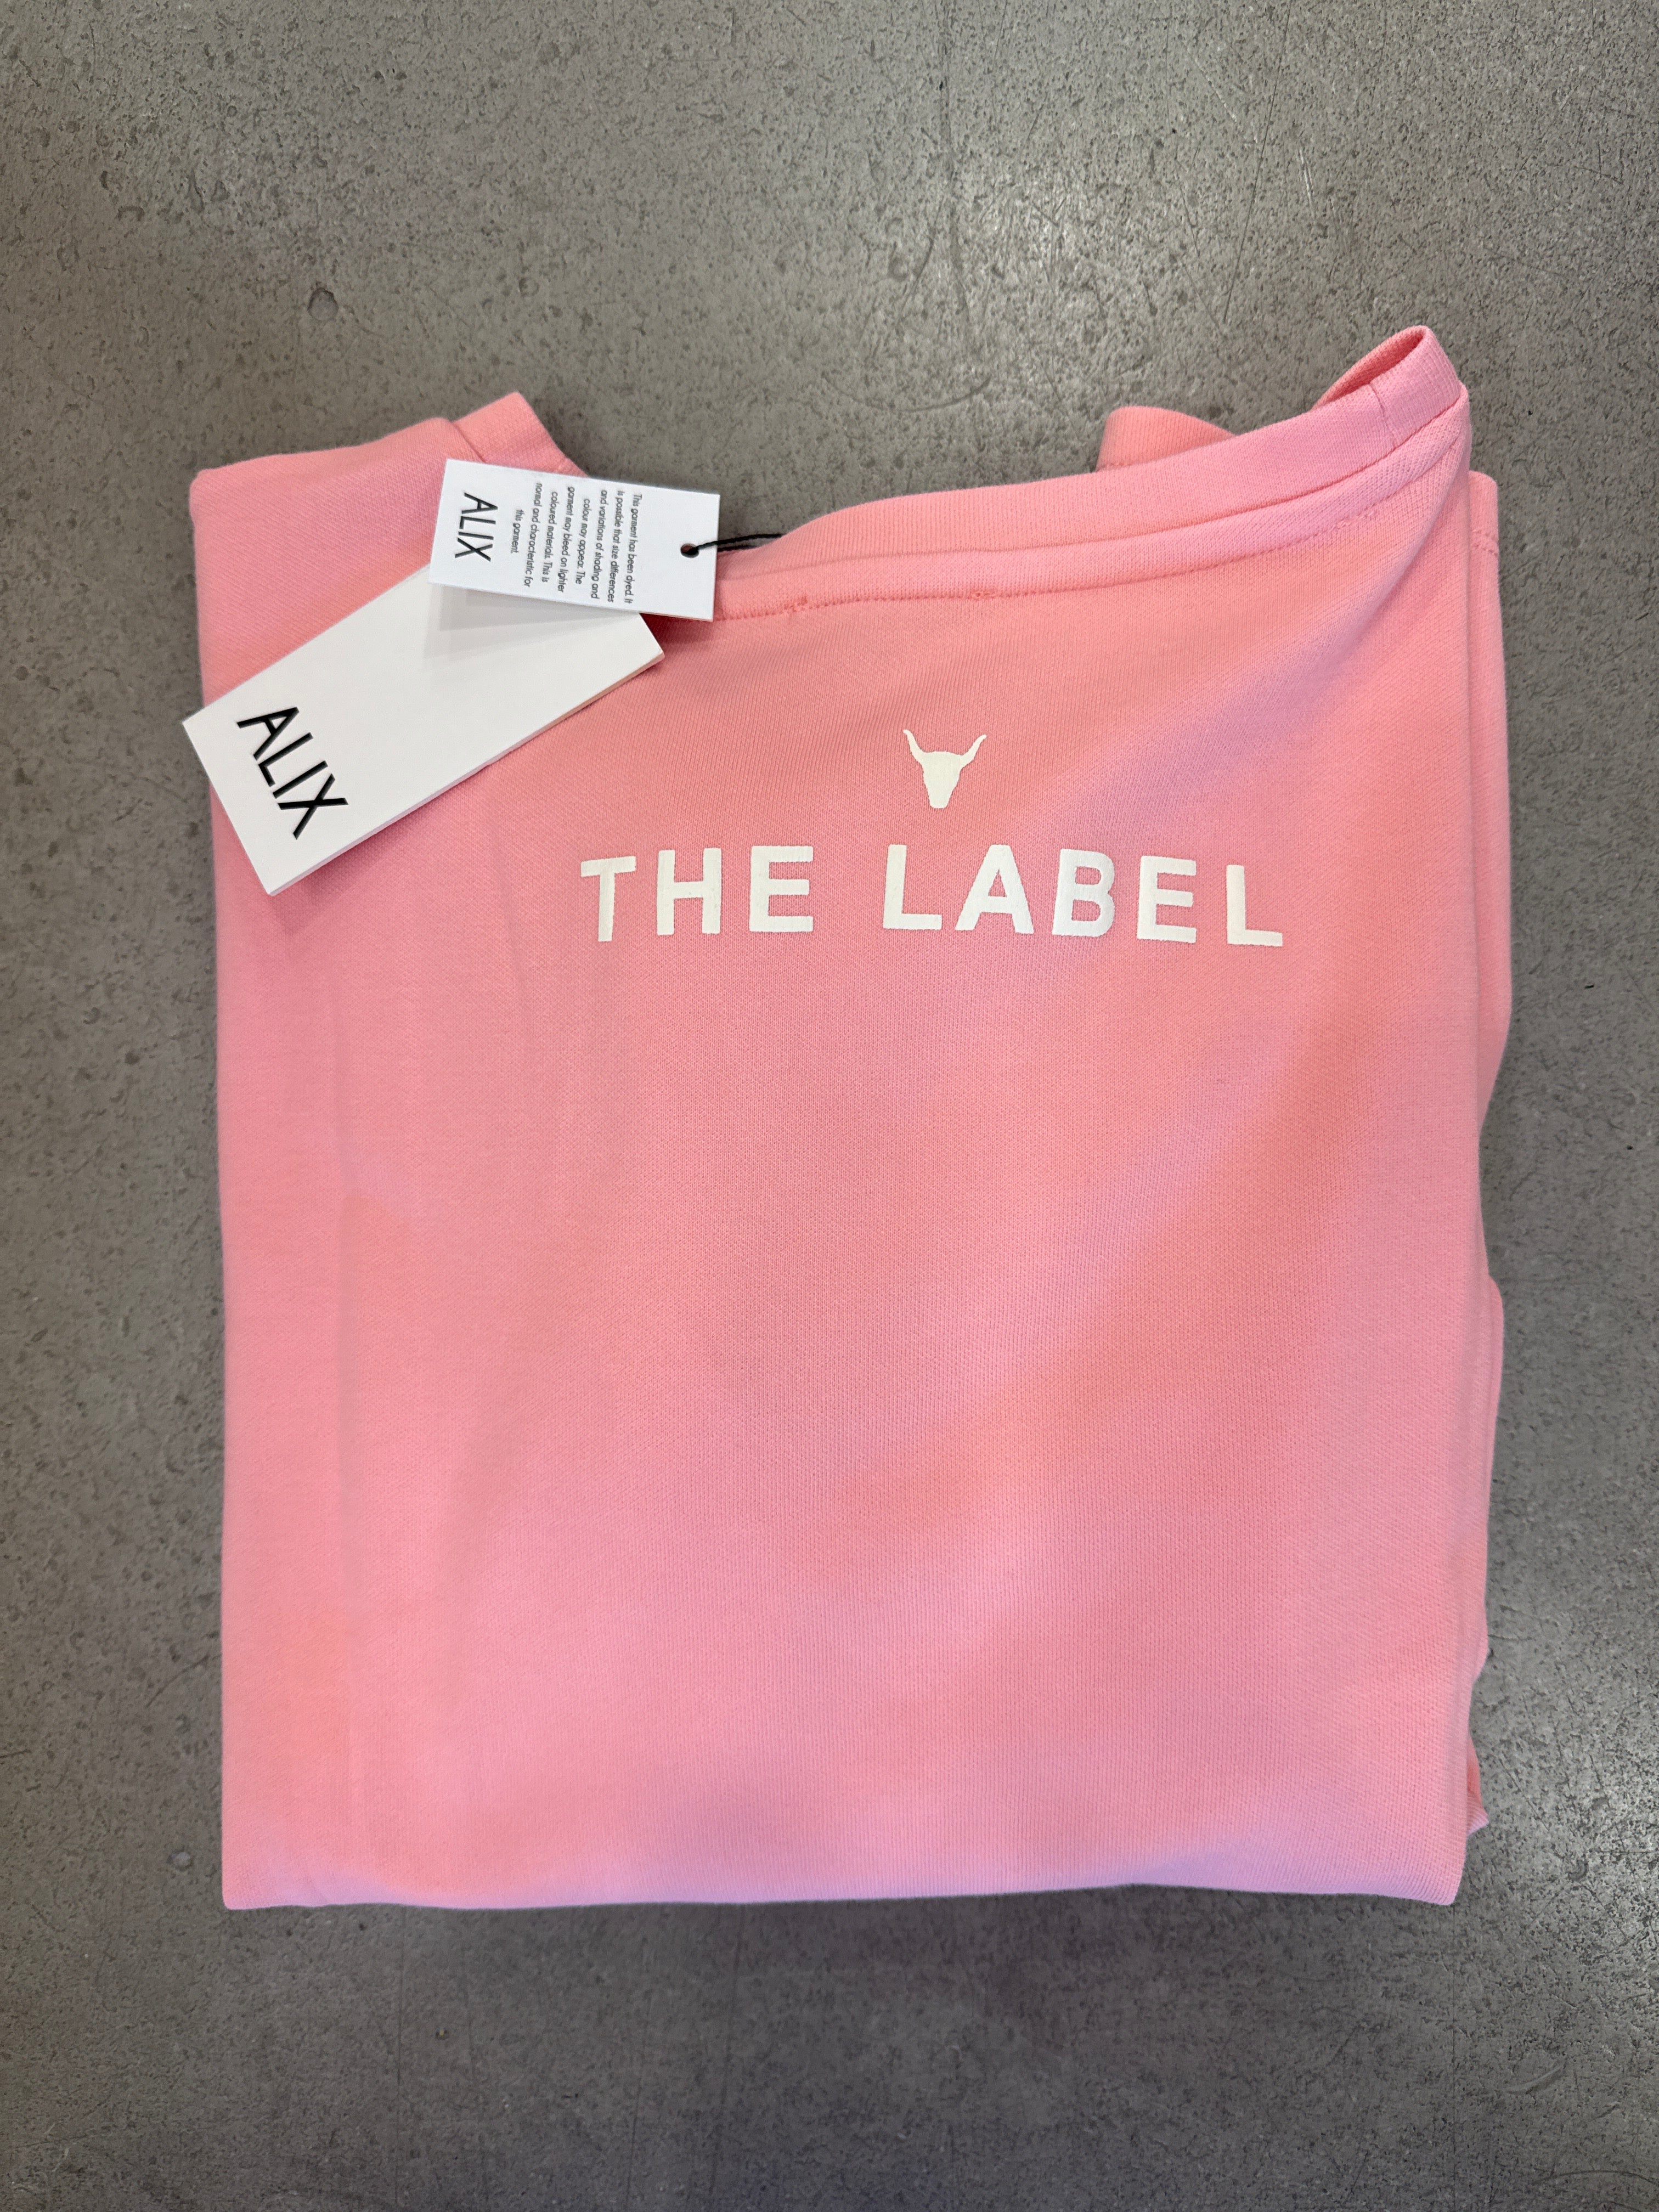 ALIX
This garment has been dyed. It
is possible that size differences
and variations of shading and
colour may appear. The
garment may bleed on lighter
coloured materials. This is
normal and characteristic for
this garment.
ALIX
THE LABEL